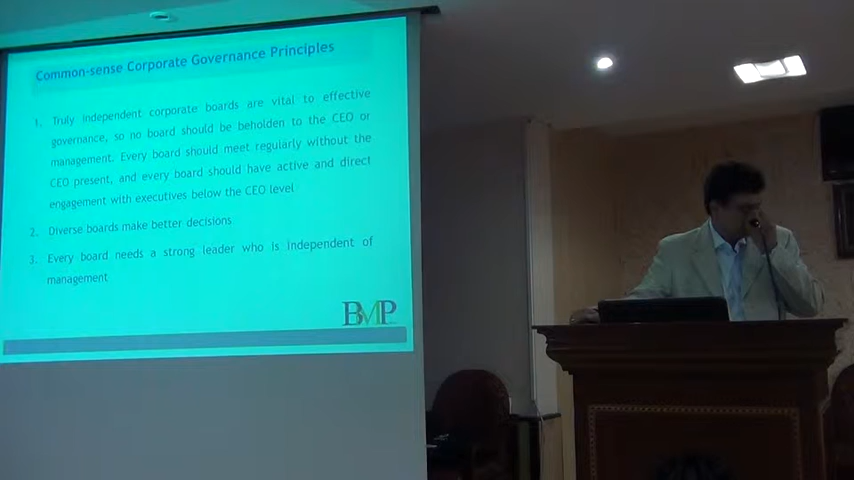 Common-sense Corporate Governance Principles
1. Truly independent corporate boards are vital to effective
governance, so no board should be beholden to the CEO or
management. Every board should meet regularly without the
CEO present, and every board should have active and direct
engagement with executives below the CEO level
2. Diverse boards make better decisions
3. Every board needs a strong leader who is independent of
management
BMP